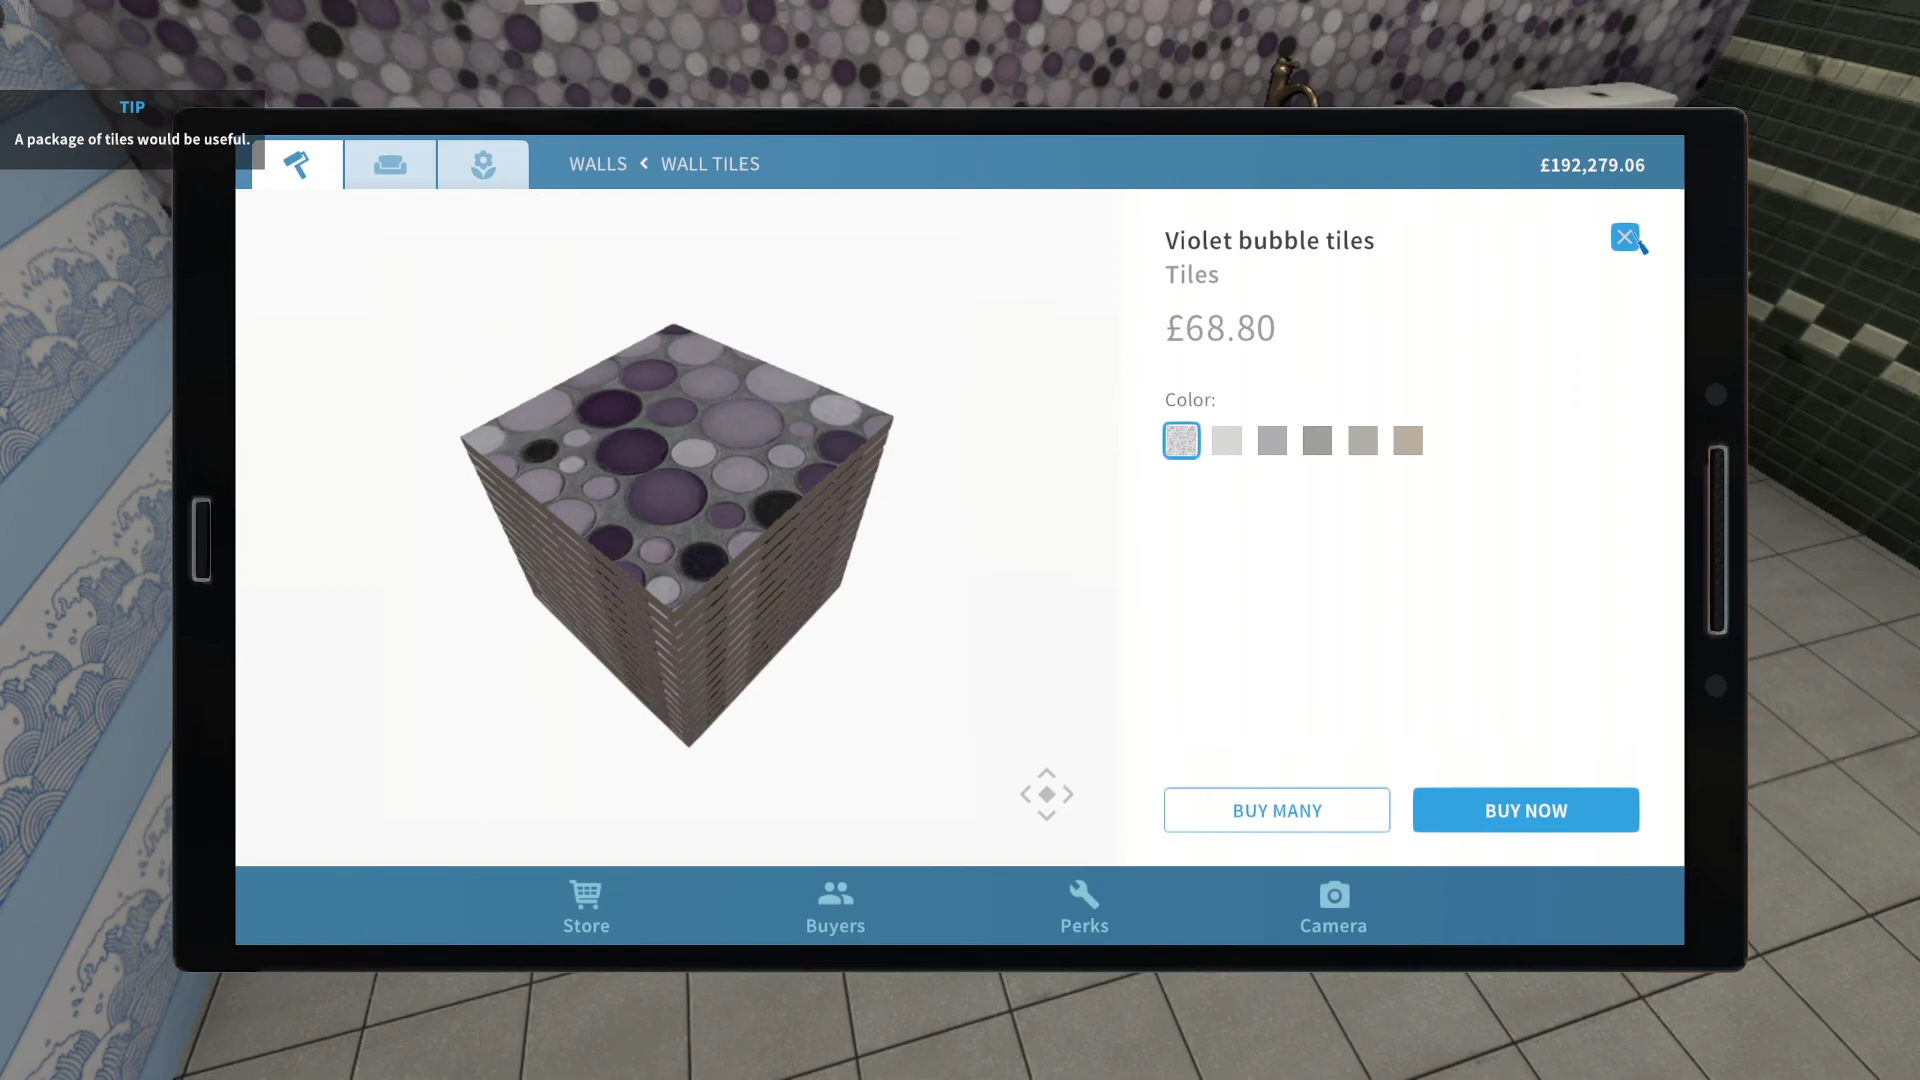 TIP
A package of tiles would be useful.
WALLS < WALL TILES
£192,279.06
Violet bubble tiles
Tiles
£68.80
Color:
BUY MANY
BUY NOW
Store
Buyers
Perks
Camera